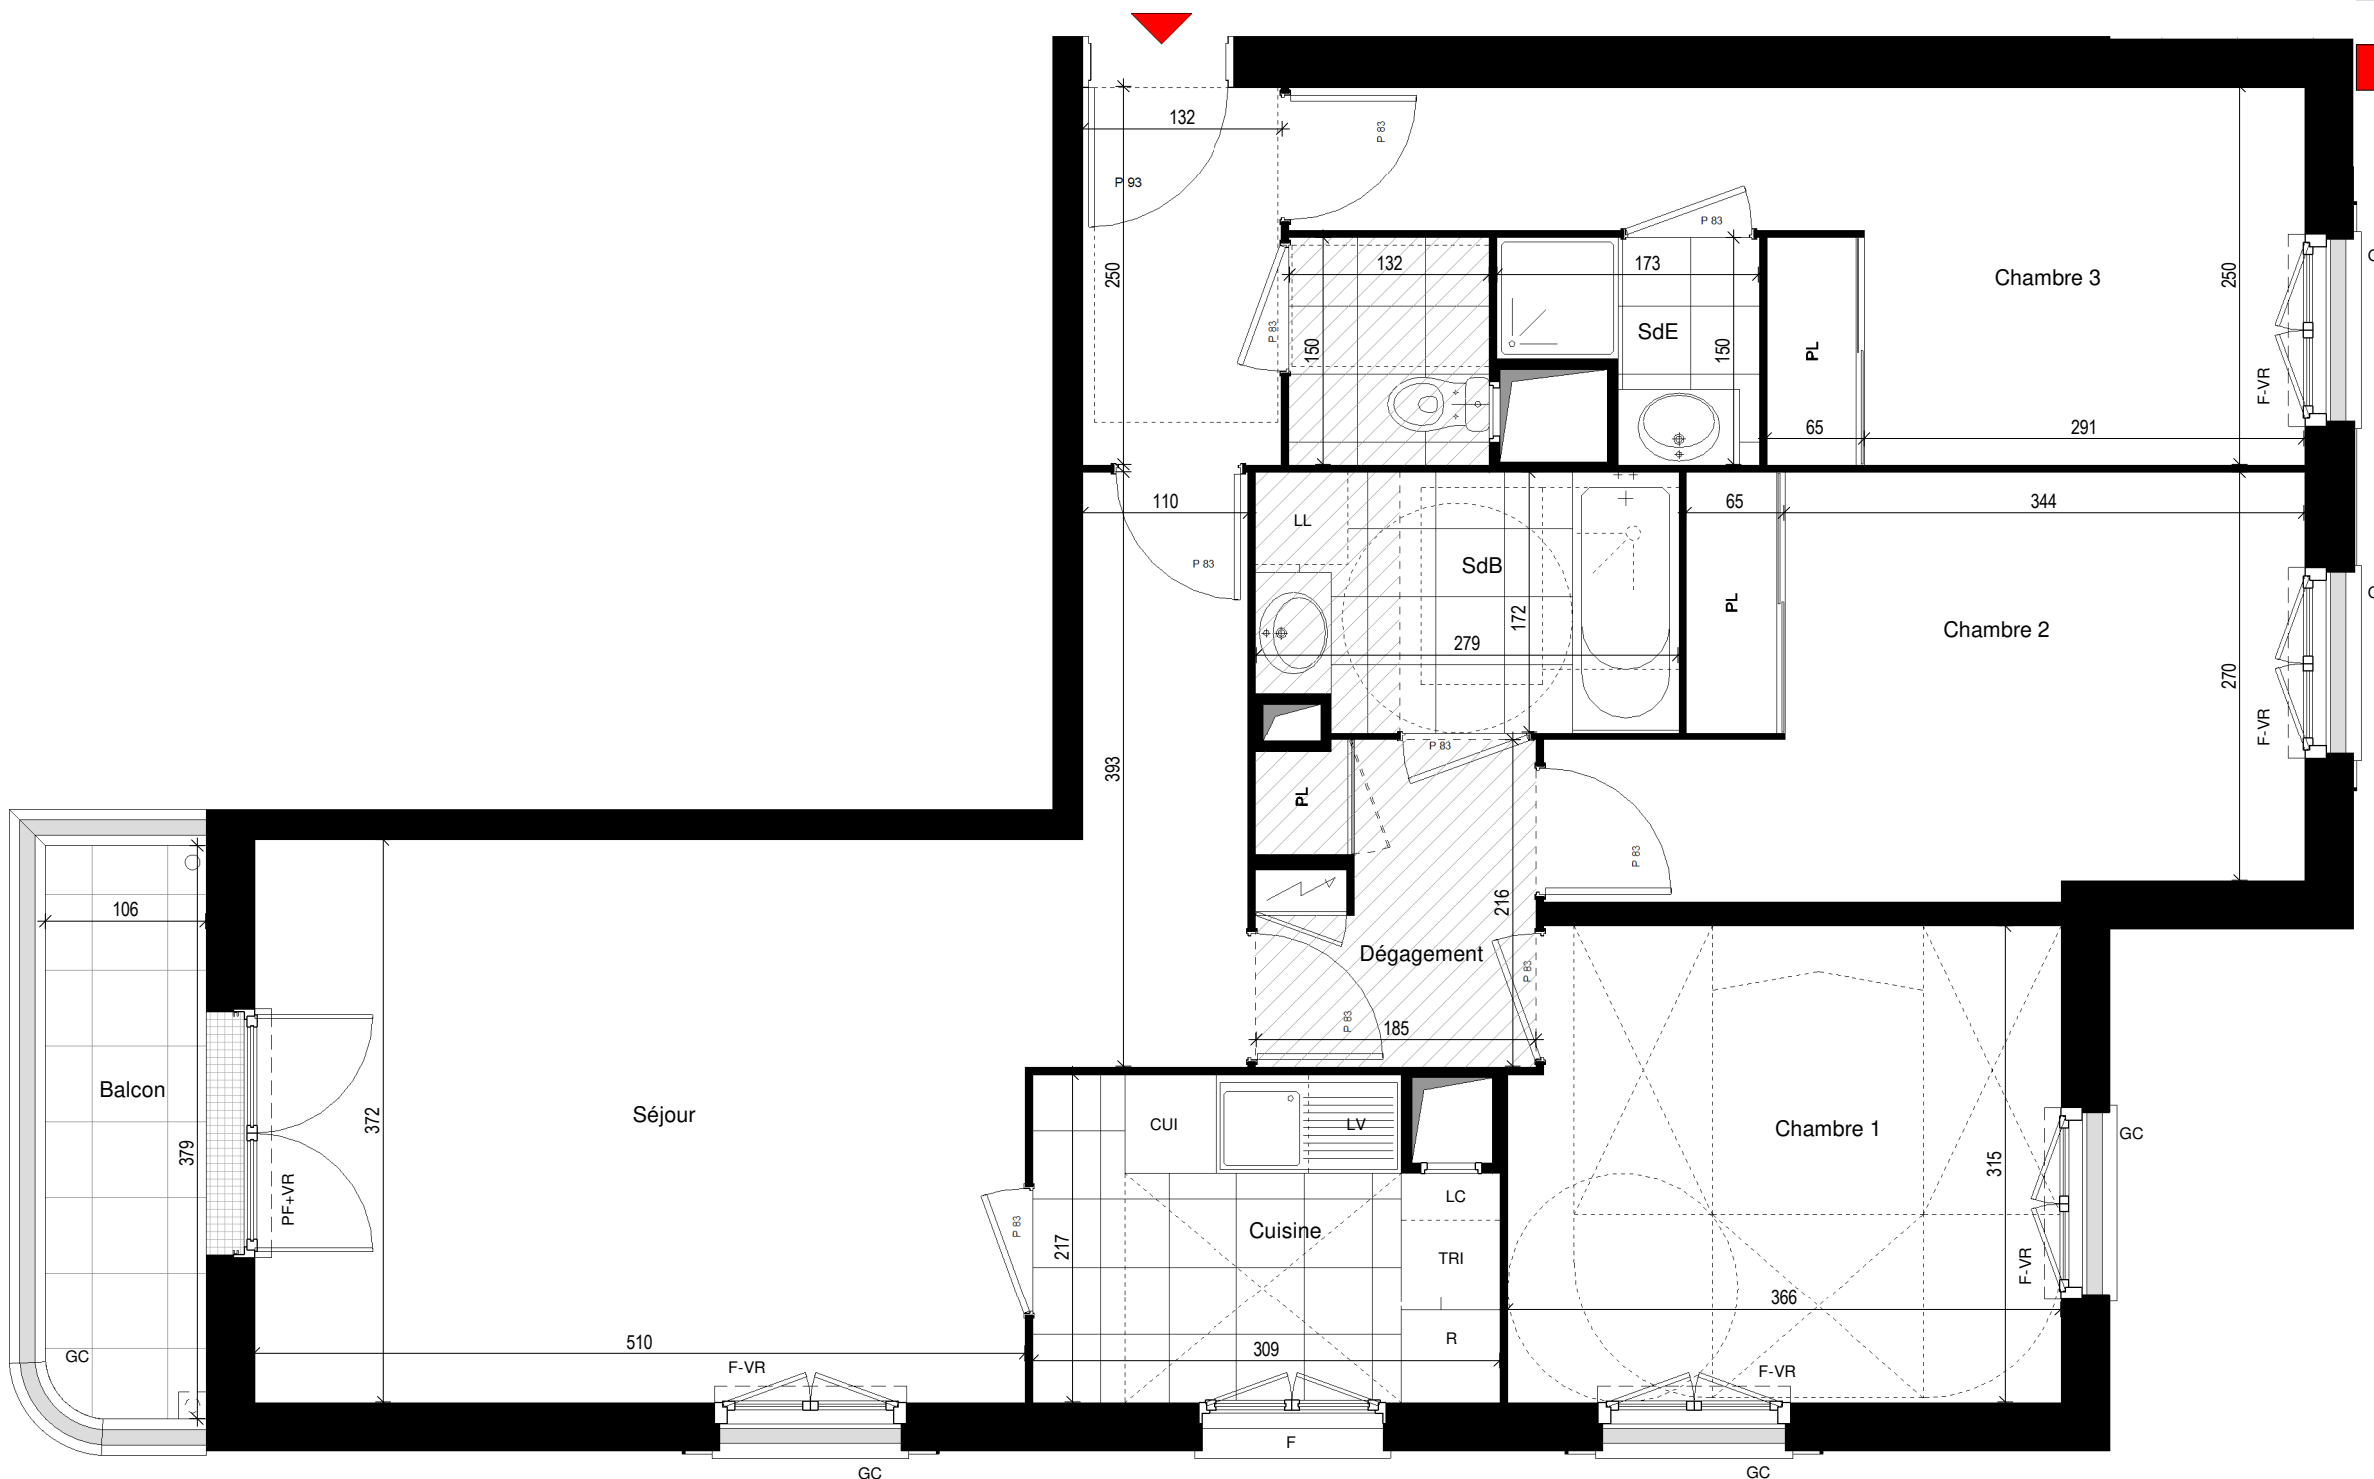 132
P 83
P 93
250
132
173
Chambre 3
250
P 83
SdE
P 83
150
150
PL
F-VR
65
291
110
LL
65
344
P 83
SdB
172
PL
Chambre 2
279
270
F-VR
P 83
393
PL
P 83
216
106
Dégagement
P 83
P 83
185
Balcon
372
Séjour
CUI
LV
Chambre 1
GC
379
PF+VR
LC
315
P 83
217
Cuisine
TRI
F-VR
366
510
309
R
GC
F-VR
F-VR
F
GC
GC